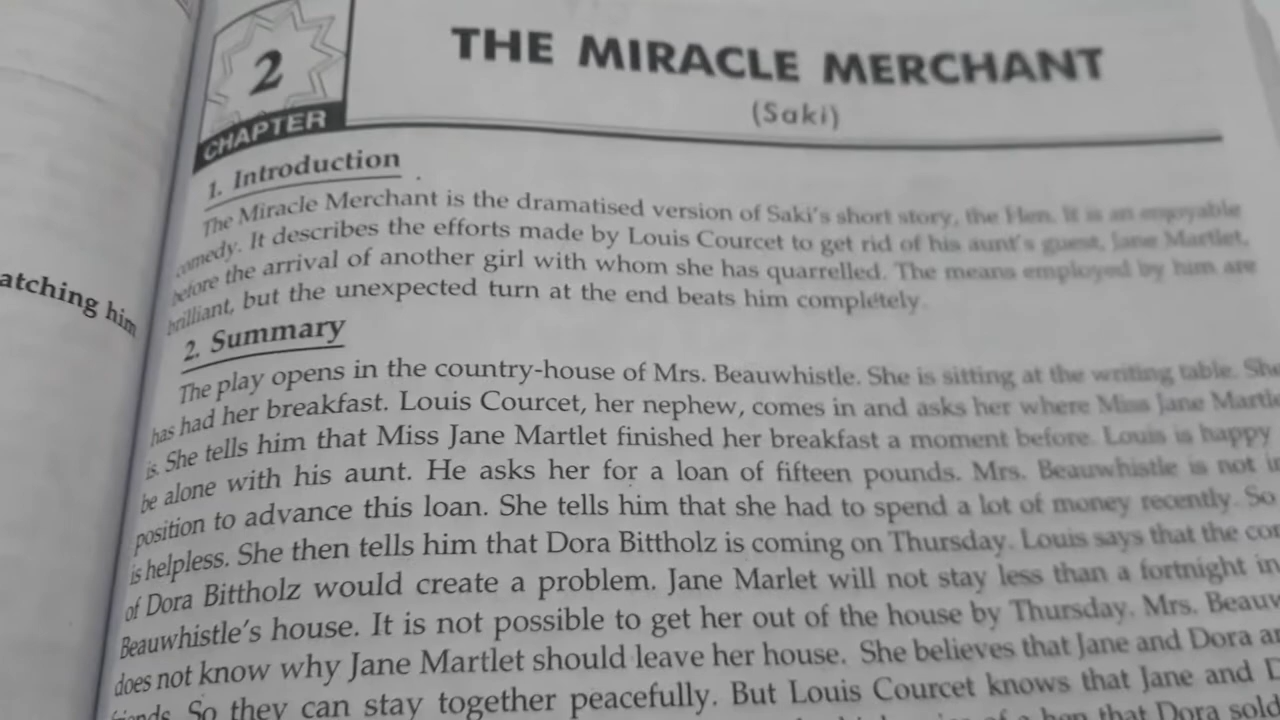 atching him
2
CHAPTER
THE MIRACLE MERCHANT
(Saki)
1. Introduction
The Miracle Merchant is the dramatised version of Saki's short story, the Hen. It is an enjoyable
comedy. It describes the efforts made by Louis Courcet to get rid of his aunt's guest, Jane Martlet,
before the arrival of another girl with whom she has quarrelled. The means employed by him are
brilliant, but the unexpected turn at the end beats him completely.
2. Summary
The play opens in the country-house of Mrs. Beauwhistle. She is sitting at the writing table. She
has had her breakfast. Louis Courcet, her nephew, comes in and asks her where Miss Jane Martle
is. She tells him that Miss Jane Martlet finished her breakfast a moment before. Louis is happy
be alone with his aunt. He asks her for a loan of fifteen pounds. Mrs. Beauwhistle is not i
position to advance this loan. She tells him that she had to spend a lot of money recently. So
is helpless. She then tells him that Dora Bittholz is coming on Thursday. Louis says that the co
of Dora Bittholz would create a problem. Jane Marlet will not stay less than a fortnight in
Beauwhistle's house. It is not possible to get her out of the house by Thursday. Mrs. Beauw
does not know why Jane Martlet should leave her house. She believes that Jane and Dora ar
friends. So they can stay together peacefully. But Louis Courcet knows that Jane and D
of a hen that Dora sold